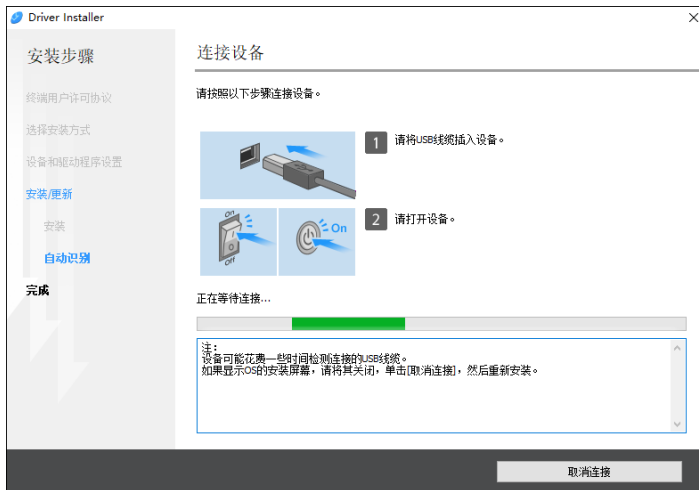 Driver Installer
安装步骤
终端用户许可协议
选择安装方式
设备和驱动程序设置
安装/更新
安装
自动识别
完成
连接设备
请按照以下步骤连接设备。
1
请将USB线缆插入设备。
On
Off
On
2
请打开设备。
正在等待连接...
注：
设备可能花费一些时间检测连接的USB线缆。
如果显示OS的安装屏幕，请将其关闭，单击[取消连接]，然后重新安装。
取消连接